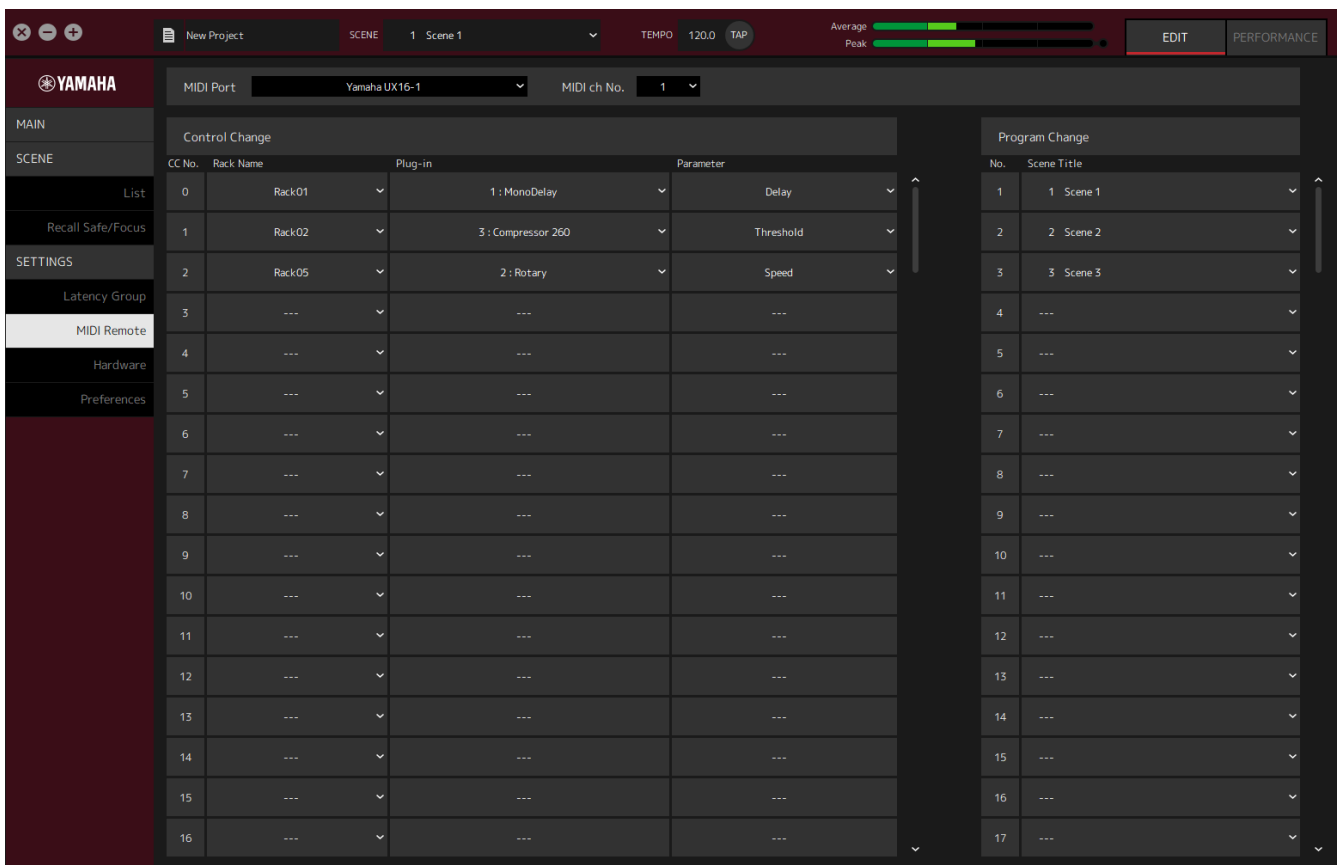 New Project SCENE 1 Scene 1 TEMPO 120.0 TAP Average Peak EDIT PERFORMANCE
YAMAHA
MAIN
SCENE
List
Recall Safe/Focus
SETTINGS
Latency Group
MIDI Remote
Hardware
Preferences
MIDI Port Yamaha UX16-1 MIDI ch No. 1
Control Change
CC No. Rack Name Plug-in Parameter
0 Rack01 1 : MonoDelay Delay
1 Rack02 3 : Compressor 260 Threshold
2 Rack05 2 : Rotary Speed
3 --- --- ---
4 --- --- ---
5 --- --- ---
6 --- --- ---
7 --- --- ---
8 --- --- ---
9 --- --- ---
10 --- --- ---
11 --- --- ---
12 --- --- ---
13 --- --- ---
14 --- --- ---
15 --- --- ---
16 --- --- ---
Program Change
No. Scene Title
1 1 Scene 1
2 2 Scene 2
3 3 Scene 3
4 ---
5 ---
6 ---
7 ---
8 ---
9 ---
10 ---
11 ---
12 ---
13 ---
14 ---
15 ---
16 ---
17 ---